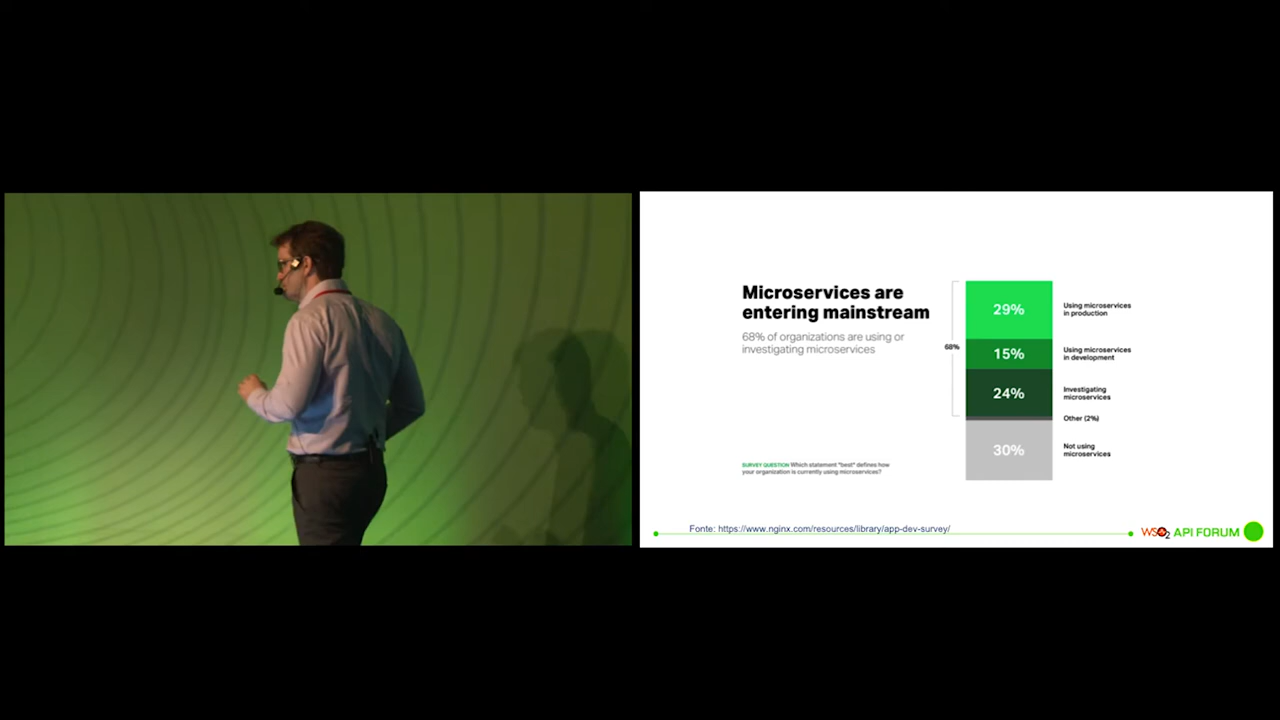 Microservices are
entering mainstream
68% of organizations are using or
investigating microservices
68%
29%
Using microservices
in production
15%
Using microservices
in development
24%
Investigating
microservices
Other (2%)
30%
Not using
microservices
SURVEY QUESTION Which statement "best" defines how
your organization is currently using microservices?
Fonte: https://www.nginx.com/resources/library/app-dev-survey/
WSO2 API FORUM